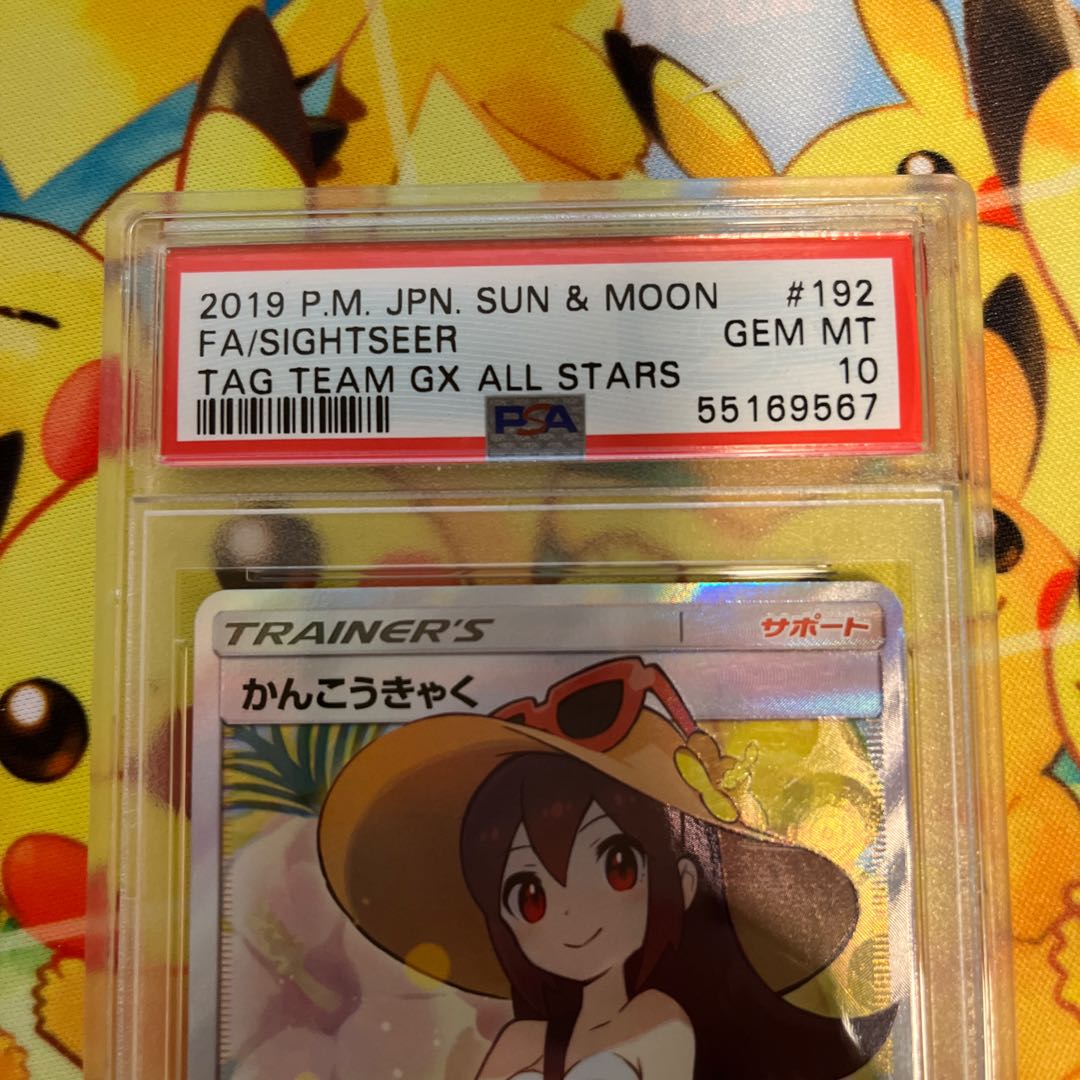 2019 P.M. JPN. SUN & MOON #192
FA/SIGHTSEER GEM MT
TAG TEAM GX ALL STARS 10
PSA 55169567
TRAINER'S サポート
かんこうきゃく